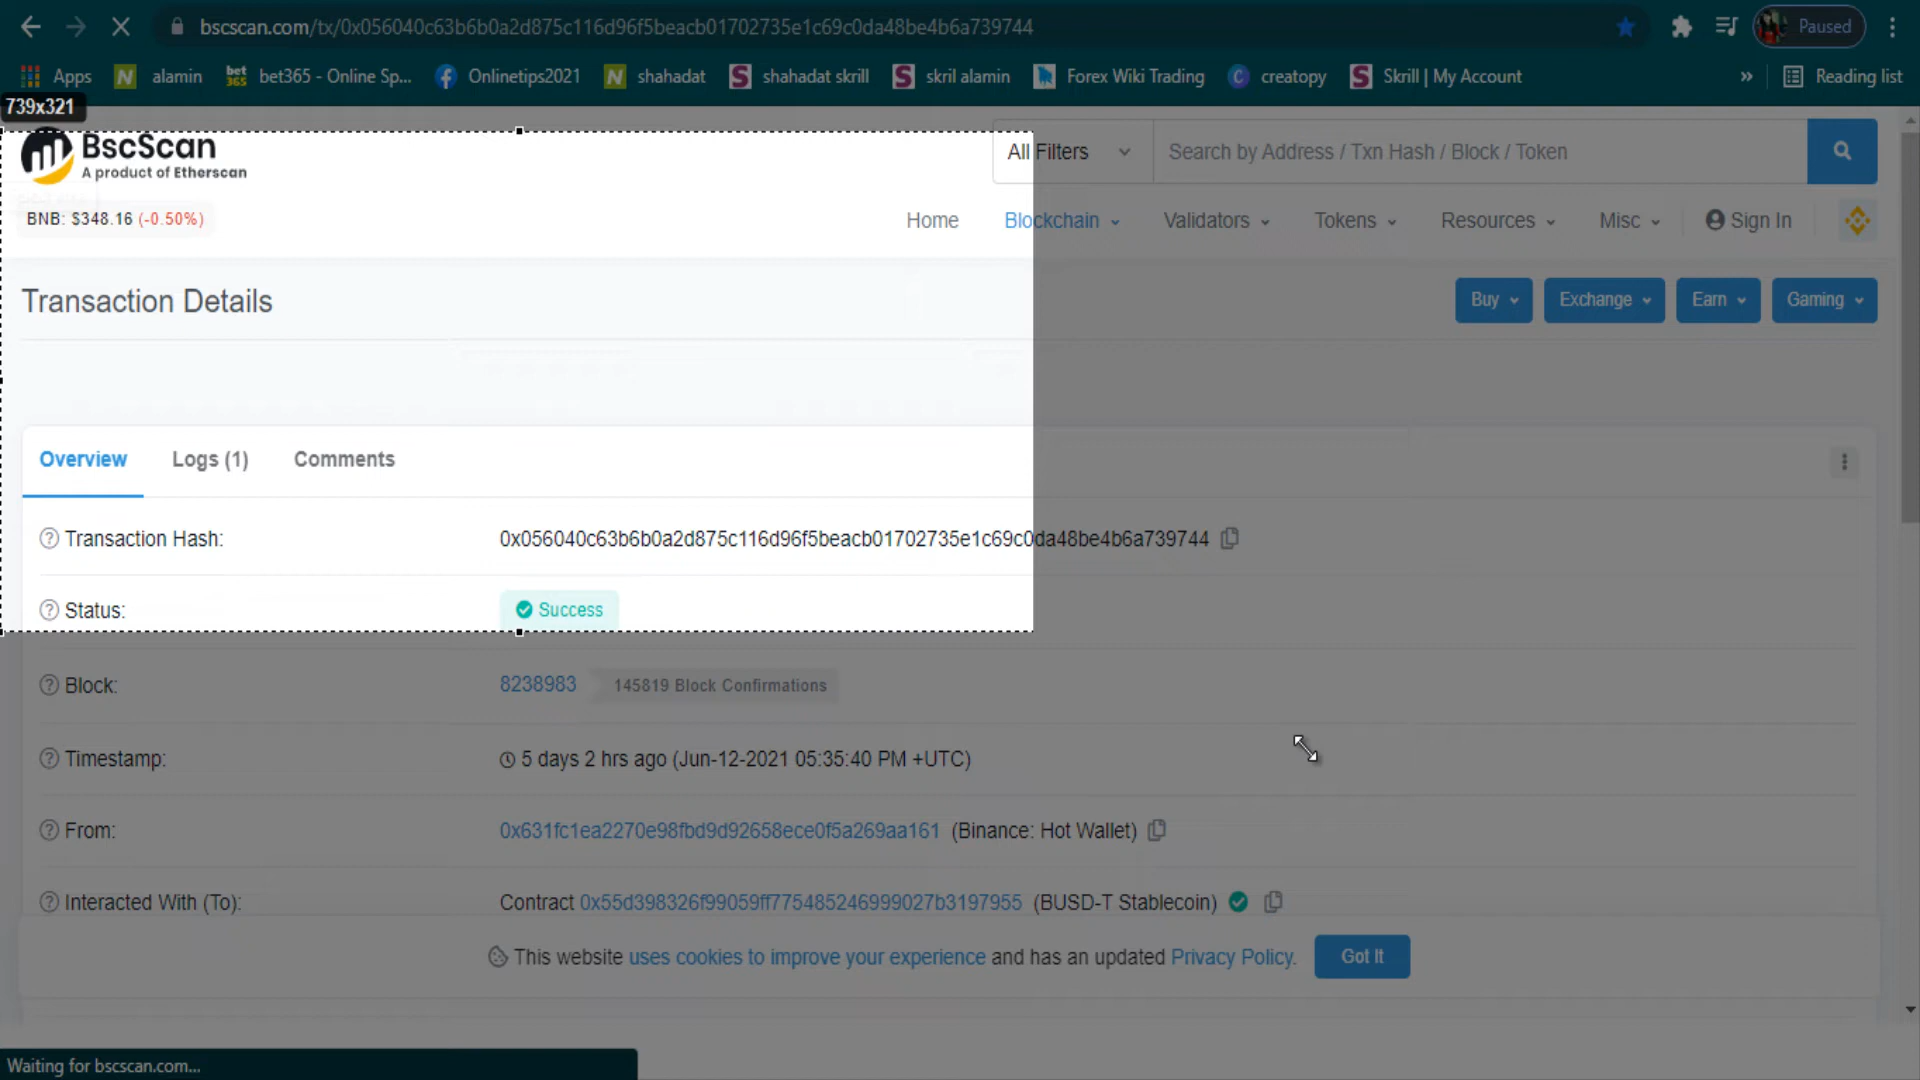 bscscan.com/tx/0x056040c63b6b0a2d875c116d96f5beacb01702735e1c69c0da48be4b6a739744
Paused
Apps alamin bet365 bet365 - Online Sp... Onlinetips2021 shahadat shahadat skrill skril alamin Forex Wiki Trading creatopy Skrill | My Account » Reading list
739x321
BscScan
A product of Etherscan
All Filters Search by Address / Txn Hash / Block / Token
BNB: $348.16 (-0.50%)
Home Blockchain Validators Tokens Resources Misc Sign In
Transaction Details
Buy Exchange Earn Gaming
Overview Logs (1) Comments
Transaction Hash: 0x056040c63b6b0a2d875c116d96f5beacb01702735e1c69c0da48be4b6a739744
Status: Success
Block: 8238983 145819 Block Confirmations
Timestamp: 5 days 2 hrs ago (Jun-12-2021 05:35:40 PM +UTC)
From: 0x631fc1ea2270e98fbd9d92658ece0f5a269aa161 (Binance: Hot Wallet)
Interacted With (To): Contract 0x55d398326f99059ff775485246999027b3197955 (BUSD-T Stablecoin)
This website uses cookies to improve your experience and has an updated Privacy Policy. Got It
Waiting for bscscan.com...